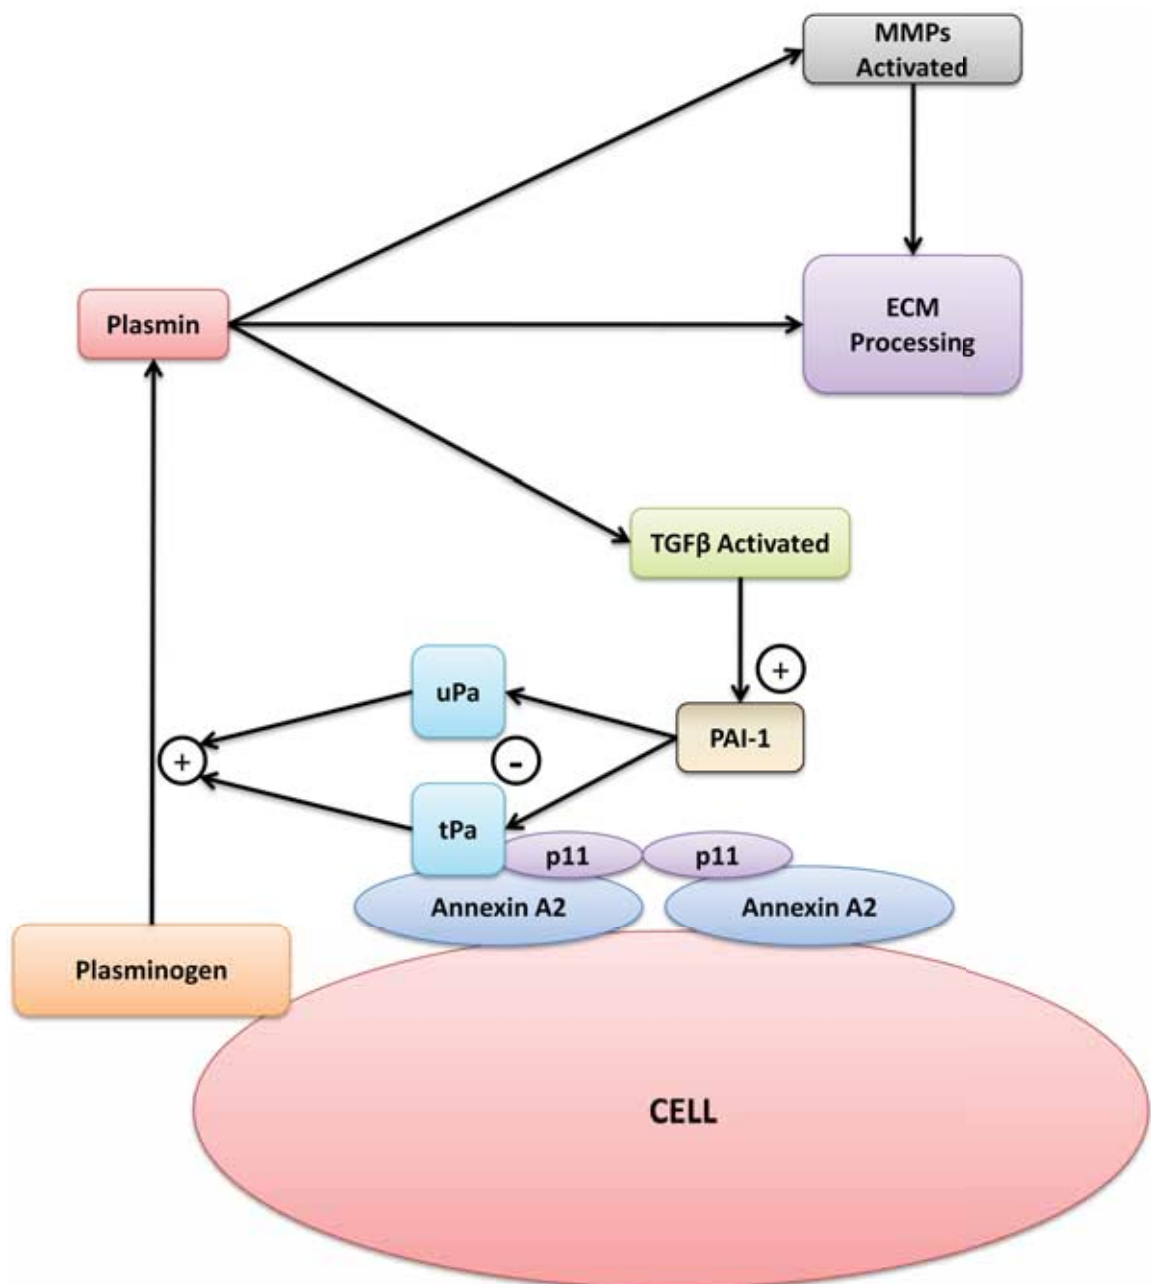 MMPs
Activated
Plasmin
ECM
Processing
TGFβ Activated
+
uPa
PAI-1
+
-
tPa
p11
p11
Annexin A2
Annexin A2
Plasminogen
CELL